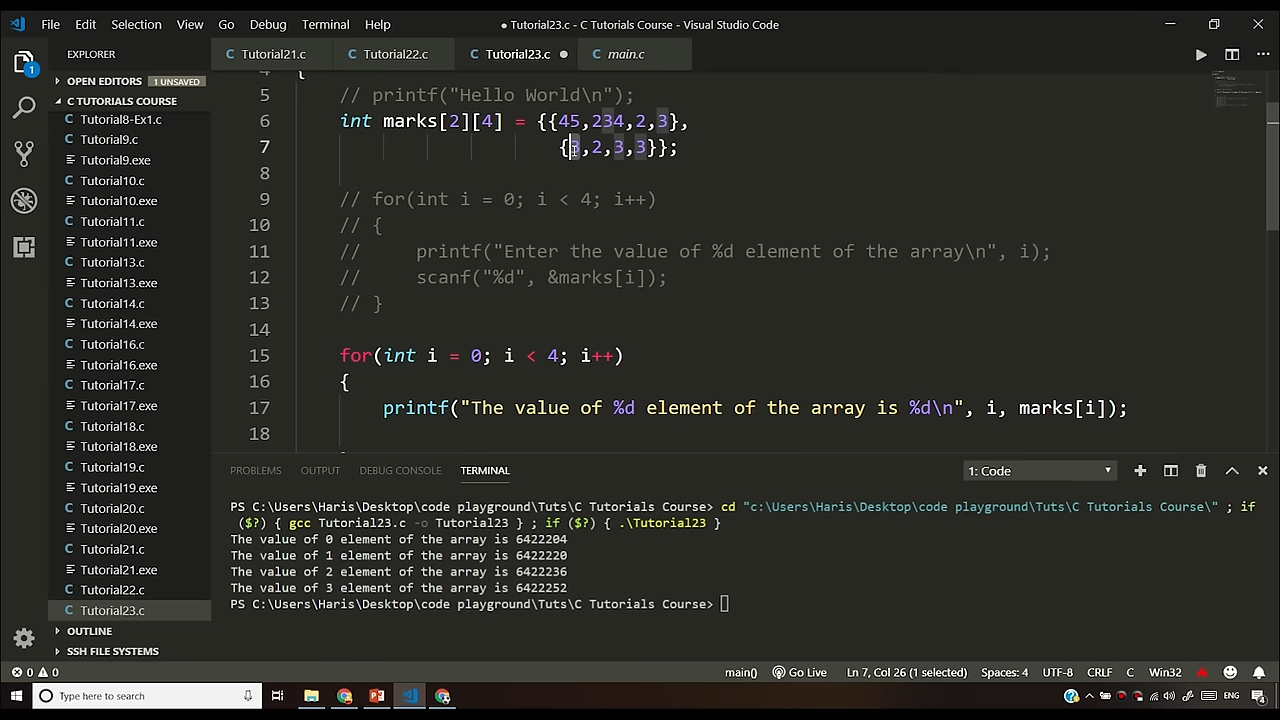 File Edit Selection View Go Debug Terminal Help
● Tutorial23.c - C Tutorials Course - Visual Studio Code
EXPLORER
C Tutorial21.c
C Tutorial22.c
C Tutorial23.c ●
C main.c
1
OPEN EDITORS 1 UNSAVED
C TUTORIALS COURSE
C Tutorial8-Ex1.c
C Tutorial9.c
Tutorial9.exe
C Tutorial10.c
Tutorial10.exe
C Tutorial11.c
Tutorial11.exe
C Tutorial13.c
Tutorial13.exe
C Tutorial14.c
Tutorial14.exe
C Tutorial16.c
Tutorial16.exe
C Tutorial17.c
Tutorial17.exe
C Tutorial18.c
Tutorial18.exe
C Tutorial19.c
Tutorial19.exe
C Tutorial20.c
Tutorial20.exe
C Tutorial21.c
Tutorial21.exe
C Tutorial22.c
C Tutorial23.c
OUTLINE
SSH FILE SYSTEMS
4 {
5 // printf("Hello World\n");
6 int marks[2][4] = {{45,234,2,3},
7 {3,2,3,3}};
8
9 // for(int i = 0; i < 4; i++)
10 // {
11 // printf("Enter the value of %d element of the array\n", i);
12 // scanf("%d", &marks[i]);
13 // }
14
15 for(int i = 0; i < 4; i++)
16 {
17 printf("The value of %d element of the array is %d\n", i, marks[i]);
18
PROBLEMS OUTPUT DEBUG CONSOLE TERMINAL
1: Code
PS C:\Users\Haris\Desktop\code playground\Tuts\C Tutorials Course> cd "c:\Users\Haris\Desktop\code playground\Tuts\C Tutorials Course\" ; if
($?) { gcc Tutorial23.c -o Tutorial23 } ; if ($?) { .\Tutorial23 }
The value of 0 element of the array is 6422204
The value of 1 element of the array is 6422220
The value of 2 element of the array is 6422236
The value of 3 element of the array is 6422252
PS C:\Users\Haris\Desktop\code playground\Tuts\C Tutorials Course>
0 0 main() Go Live Ln 7, Col 26 (1 selected) Spaces: 4 UTF-8 CRLF C Win32
Type here to search
ENG
4